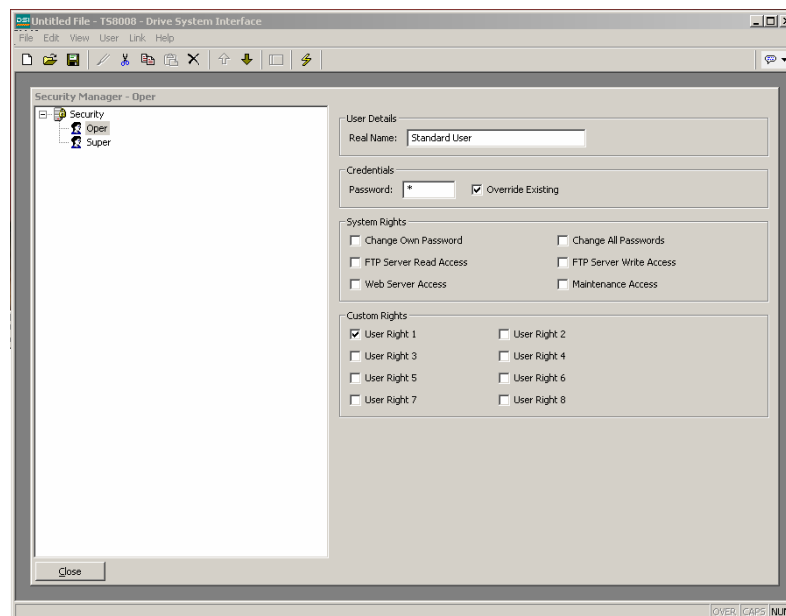 Untitled File - TS8008 - Drive System Interface
File Edit View User Link Help
Security Manager - Oper
Security
Oper
Super
User Details
Real Name: Standard User
Credentials
Password: * Override Existing
System Rights
Change Own Password Change All Passwords
FTP Server Read Access FTP Server Write Access
Web Server Access Maintenance Access
Custom Rights
User Right 1 User Right 2
User Right 3 User Right 4
User Right 5 User Right 6
User Right 7 User Right 8
Close
OVER CAPS NUM